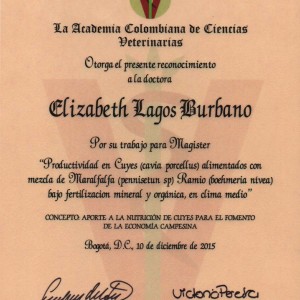 La Academia Colombiana de Ciencias
Veterinarias
Otorga el presente reconocimiento
a la doctora
Elizabeth Lagos Burbano
Por su trabajo para Magister
"Productividad en Cuyes (cavia porcellus) alimentados con
mezcla de Maralfalfa (pennisetun sp) Ramio (boehmeria nivea)
bajo fertilizacion mineral y orgánica, en clima medio"
CONCEPTO: APORTE A LA NUTRICIÓN DE CUYES PARA EL FOMENTO
DE LA ECONOMÍA CAMPESINA
Bogotá, D.C., 10 de diciembre de 2015